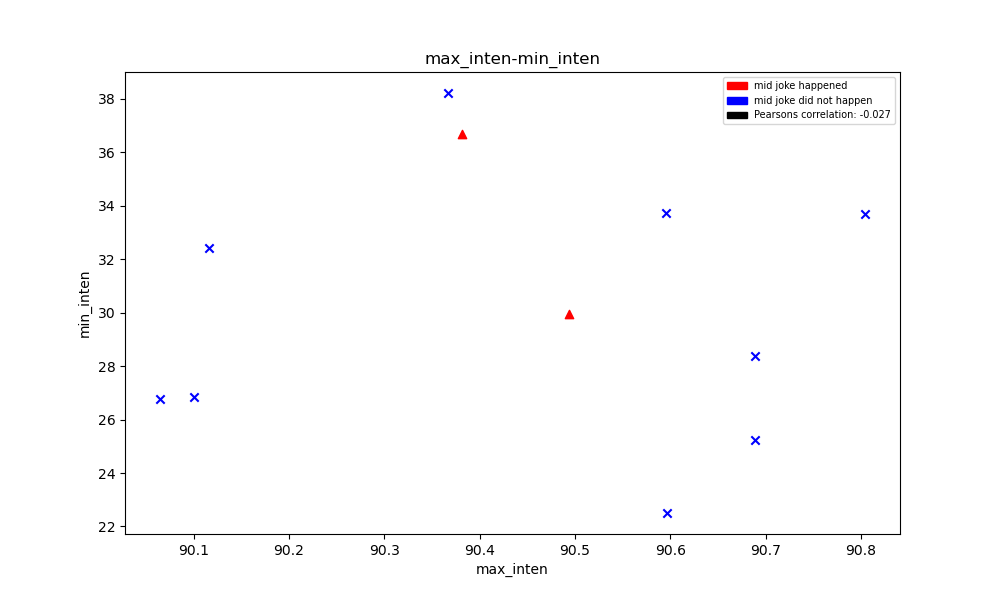 max_inten-min_inten
mid joke happened
mid joke did not happen
Pearsons correlation: -0.027
38
36
34
32
30
28
26
24
22
min_inten
90.1 90.2 90.3 90.4 90.5 90.6 90.7 90.8
max_inten